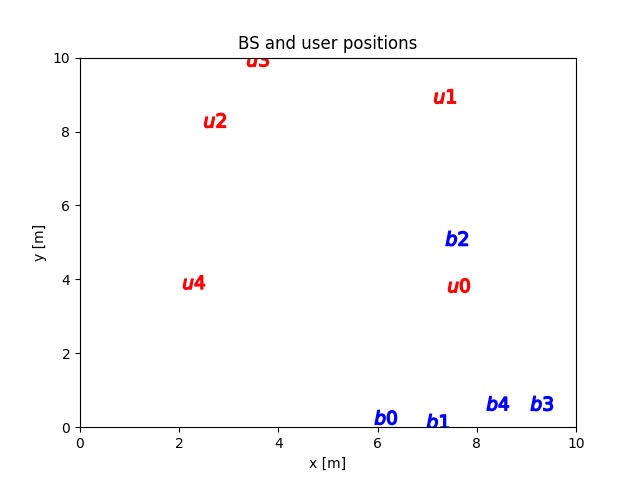 BS and user positions
10
u3
u1
u2
8
6
b2
y [m]
4
u4
u0
2
b4
b3
b0
b1
0
0 2 4 6 8 10
x [m]